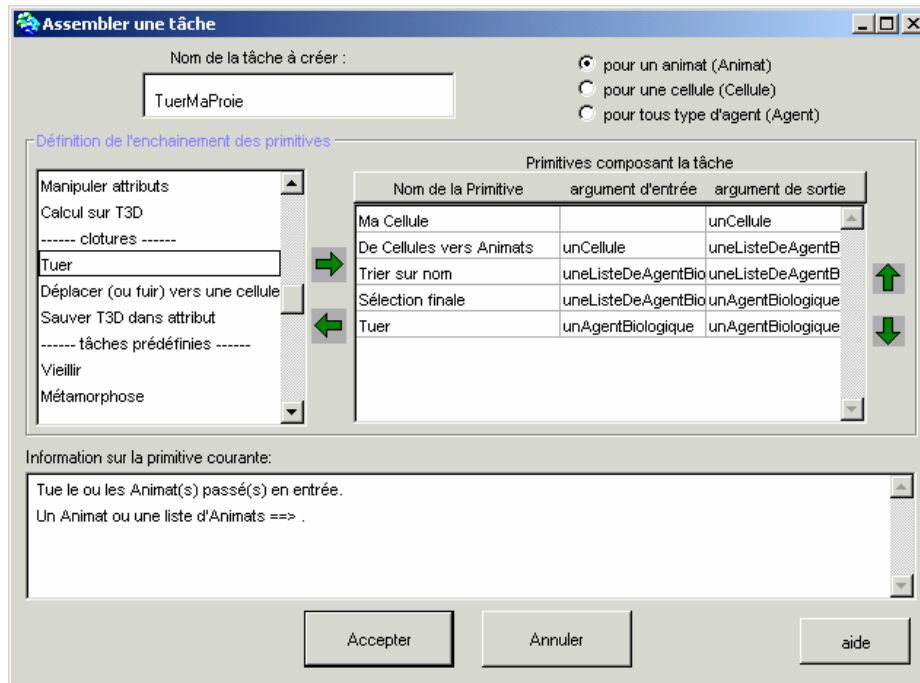 Assembler une tâche
Nom de la tâche à créer :
TuerMaProie
pour un animat (Animat)
pour une cellule (Cellule)
pour tous type d'agent (Agent)
Définition de l'enchainement des primitives
Manipuler attributs
Calcul sur T3D
------ clotures ------
Tuer
Déplacer (ou fuir) vers une cellule
Sauver T3D dans attribut
------ tâches prédéfinies ------
Vieillir
Métamorphose
Primitives composant la tâche
Nom de la Primitive argument d'entrée argument de sortie
Ma Cellule unCellule
De Cellules vers Animats unCellule uneListeDeAgentB
Trier sur nom uneListeDeAgentBio uneListeDeAgentB
Sélection finale uneListeDeAgentBio unAgentBiologique
Tuer unAgentBiologique unAgentBiologique
Information sur la primitive courante:
Tue le ou les Animat(s) passé(s) en entrée.
Un Animat ou une liste d'Animats ==> .
Accepter Annuler aide